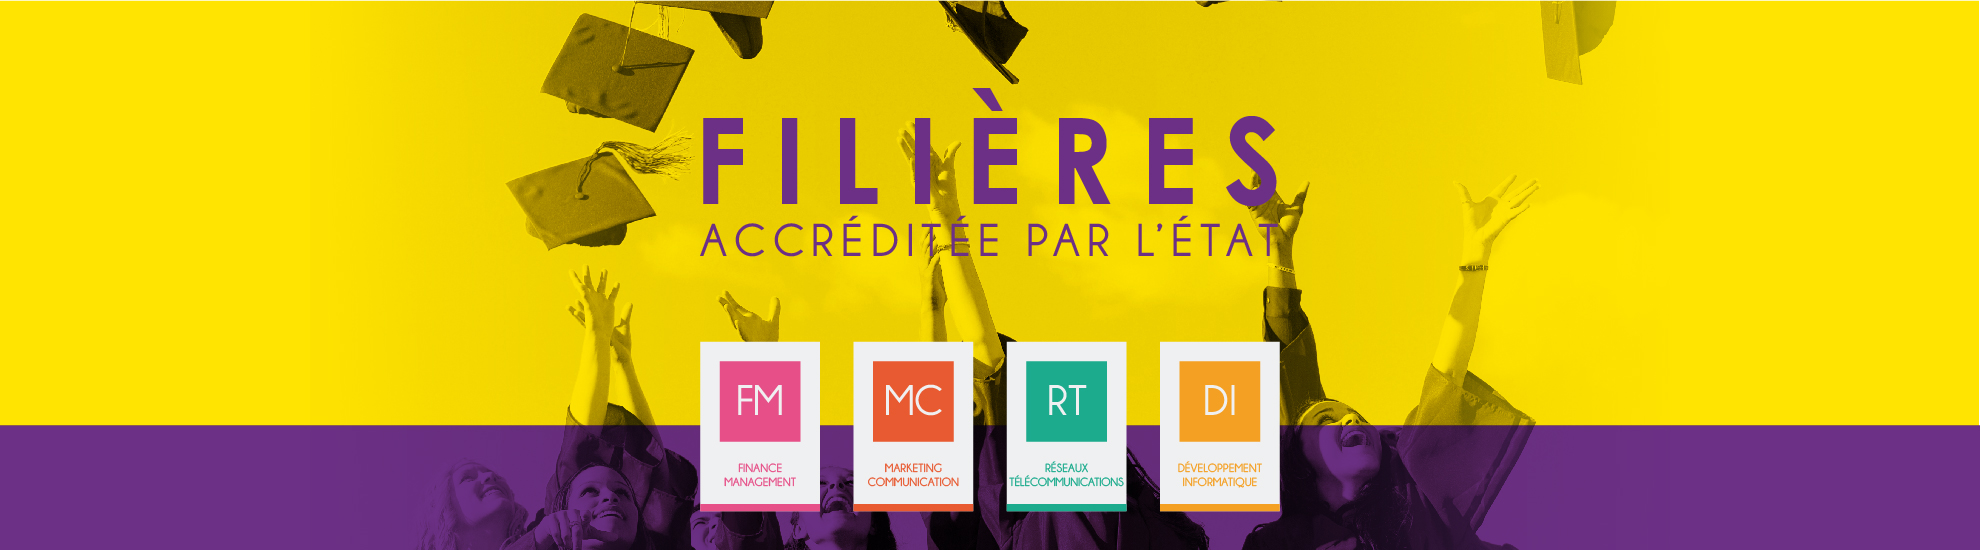 FILIÈRES
ACCRÉDITÉE PAR L'ÉTAT
FM
FINANCE
MANAGEMENT
MC
MARKETING
COMMUNICATION
RT
RÉSEAUX
TÉLÉCOMMUNICATIONS
DI
DÉVELOPPEMENT
INFORMATIQUE